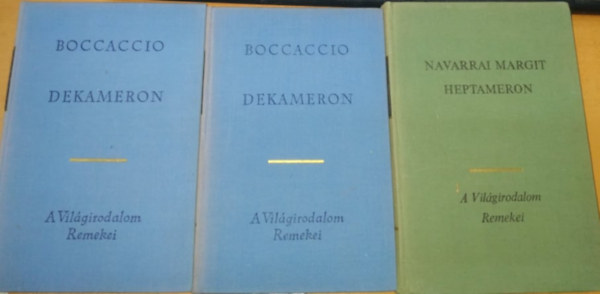 BOCCACCIO
DEKAMERON
A Világirodalom
Remekei
BOCCACCIO
DEKAMERON
A Világirodalom
Remekei
NAVARRAI MARGIT
HEPTAMERON
A Világirodalom
Remekei